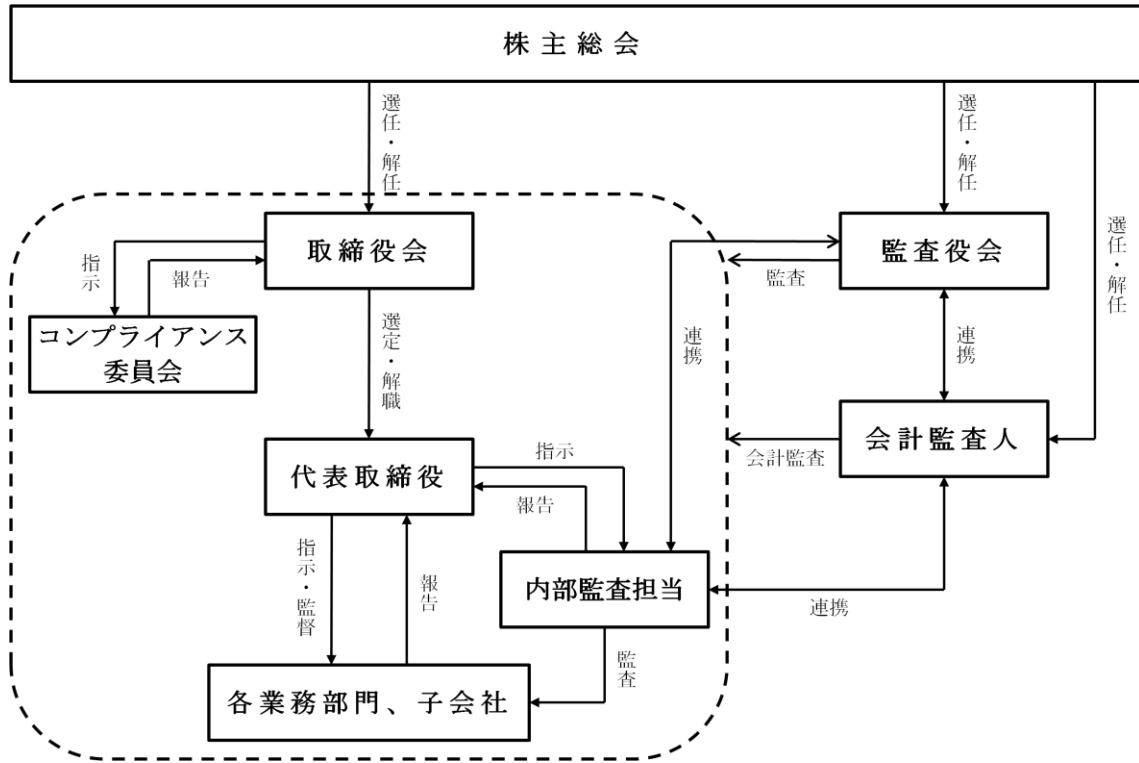 株主総会
選任・解任
選任・解任
選任・解任
取締役会
監査役会
指示
報告
監査
コンプライアンス
委員会
選定・解職
連携
連携
代表取締役
指示
報告
会計監査人
会計監査
指示・監督
報告
内部監査担当
連携
監査
各業務部門、子会社